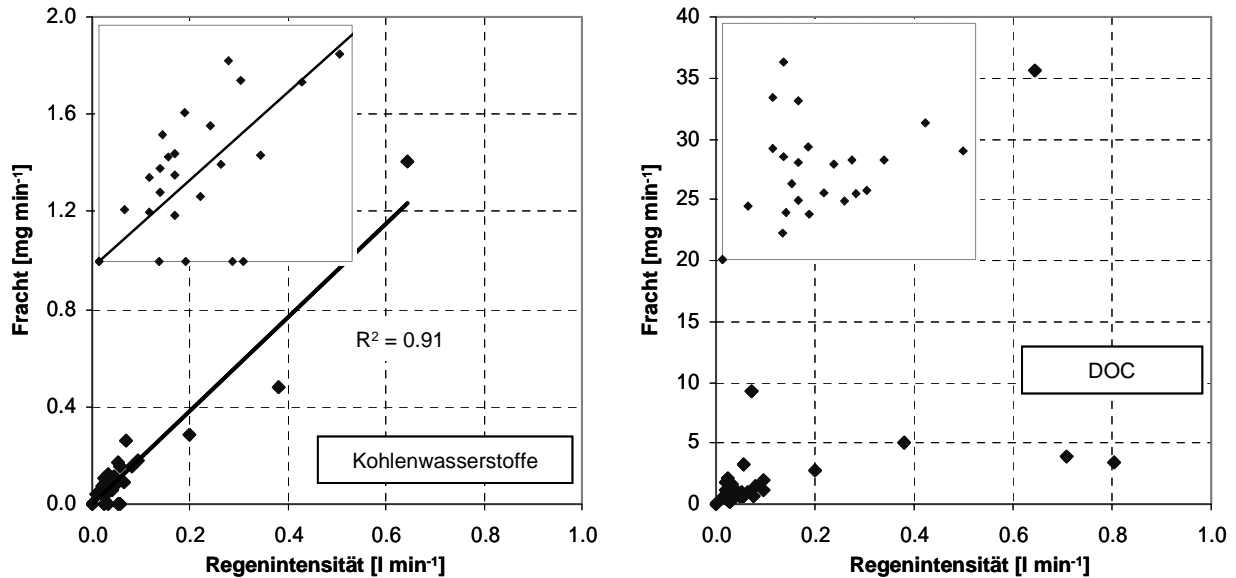 2.0
1.6
1.2
0.8
0.4
0.0
Fracht [mg min⁻¹]
R² = 0.91
Kohlenwasserstoffe
0.0 0.2 0.4 0.6 0.8 1.0
Regenintensität [l min⁻¹]
40
35
30
25
20
15
10
5
0
Fracht [mg min⁻¹]
DOC
0.0 0.2 0.4 0.6 0.8 1.0
Regenintensität [l min⁻¹]